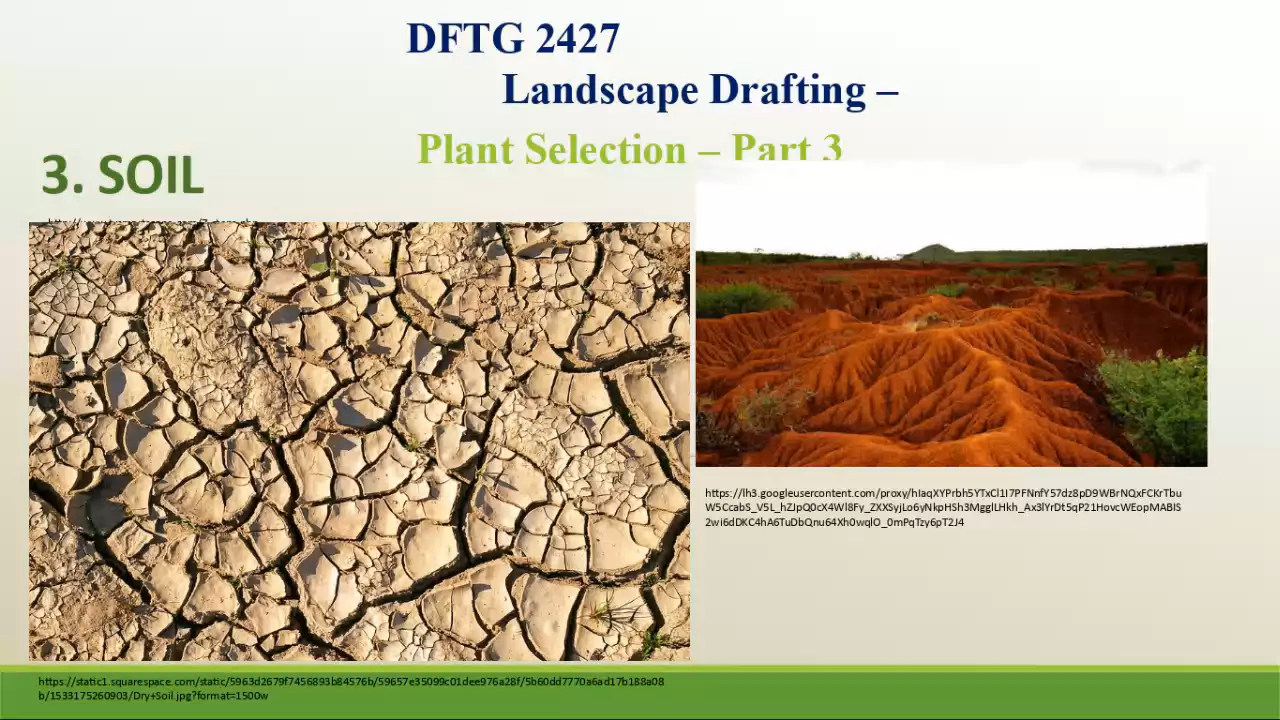 DFTG 2427
Landscape Drafting –
Plant Selection – Part 3
3. SOIL
https://lh3.googleusercontent.com/proxy/hIaqXYPrbh5YTxCl1I7PFNnfY57dz8pD9WBrNQxFCKrTbu
W5CcabS_V5L_hZJpQ0cX4Wl8Fy_ZXXSyjLo6yNkpHSh3MgglLHkh_Ax3lYrDt5qP21HovcWEopMABIS
2wi6dDKC4hA6TuDbQnu64Xh0wqlO_0mPqTzy6pT2J4
https://static1.squarespace.com/static/5963d2679f7456893b84576b/59657e35099c01dee976a28f/5b60dd7770a6ad17b188a08
b/1533175260903/Dry+Soil.jpg?format=1500w